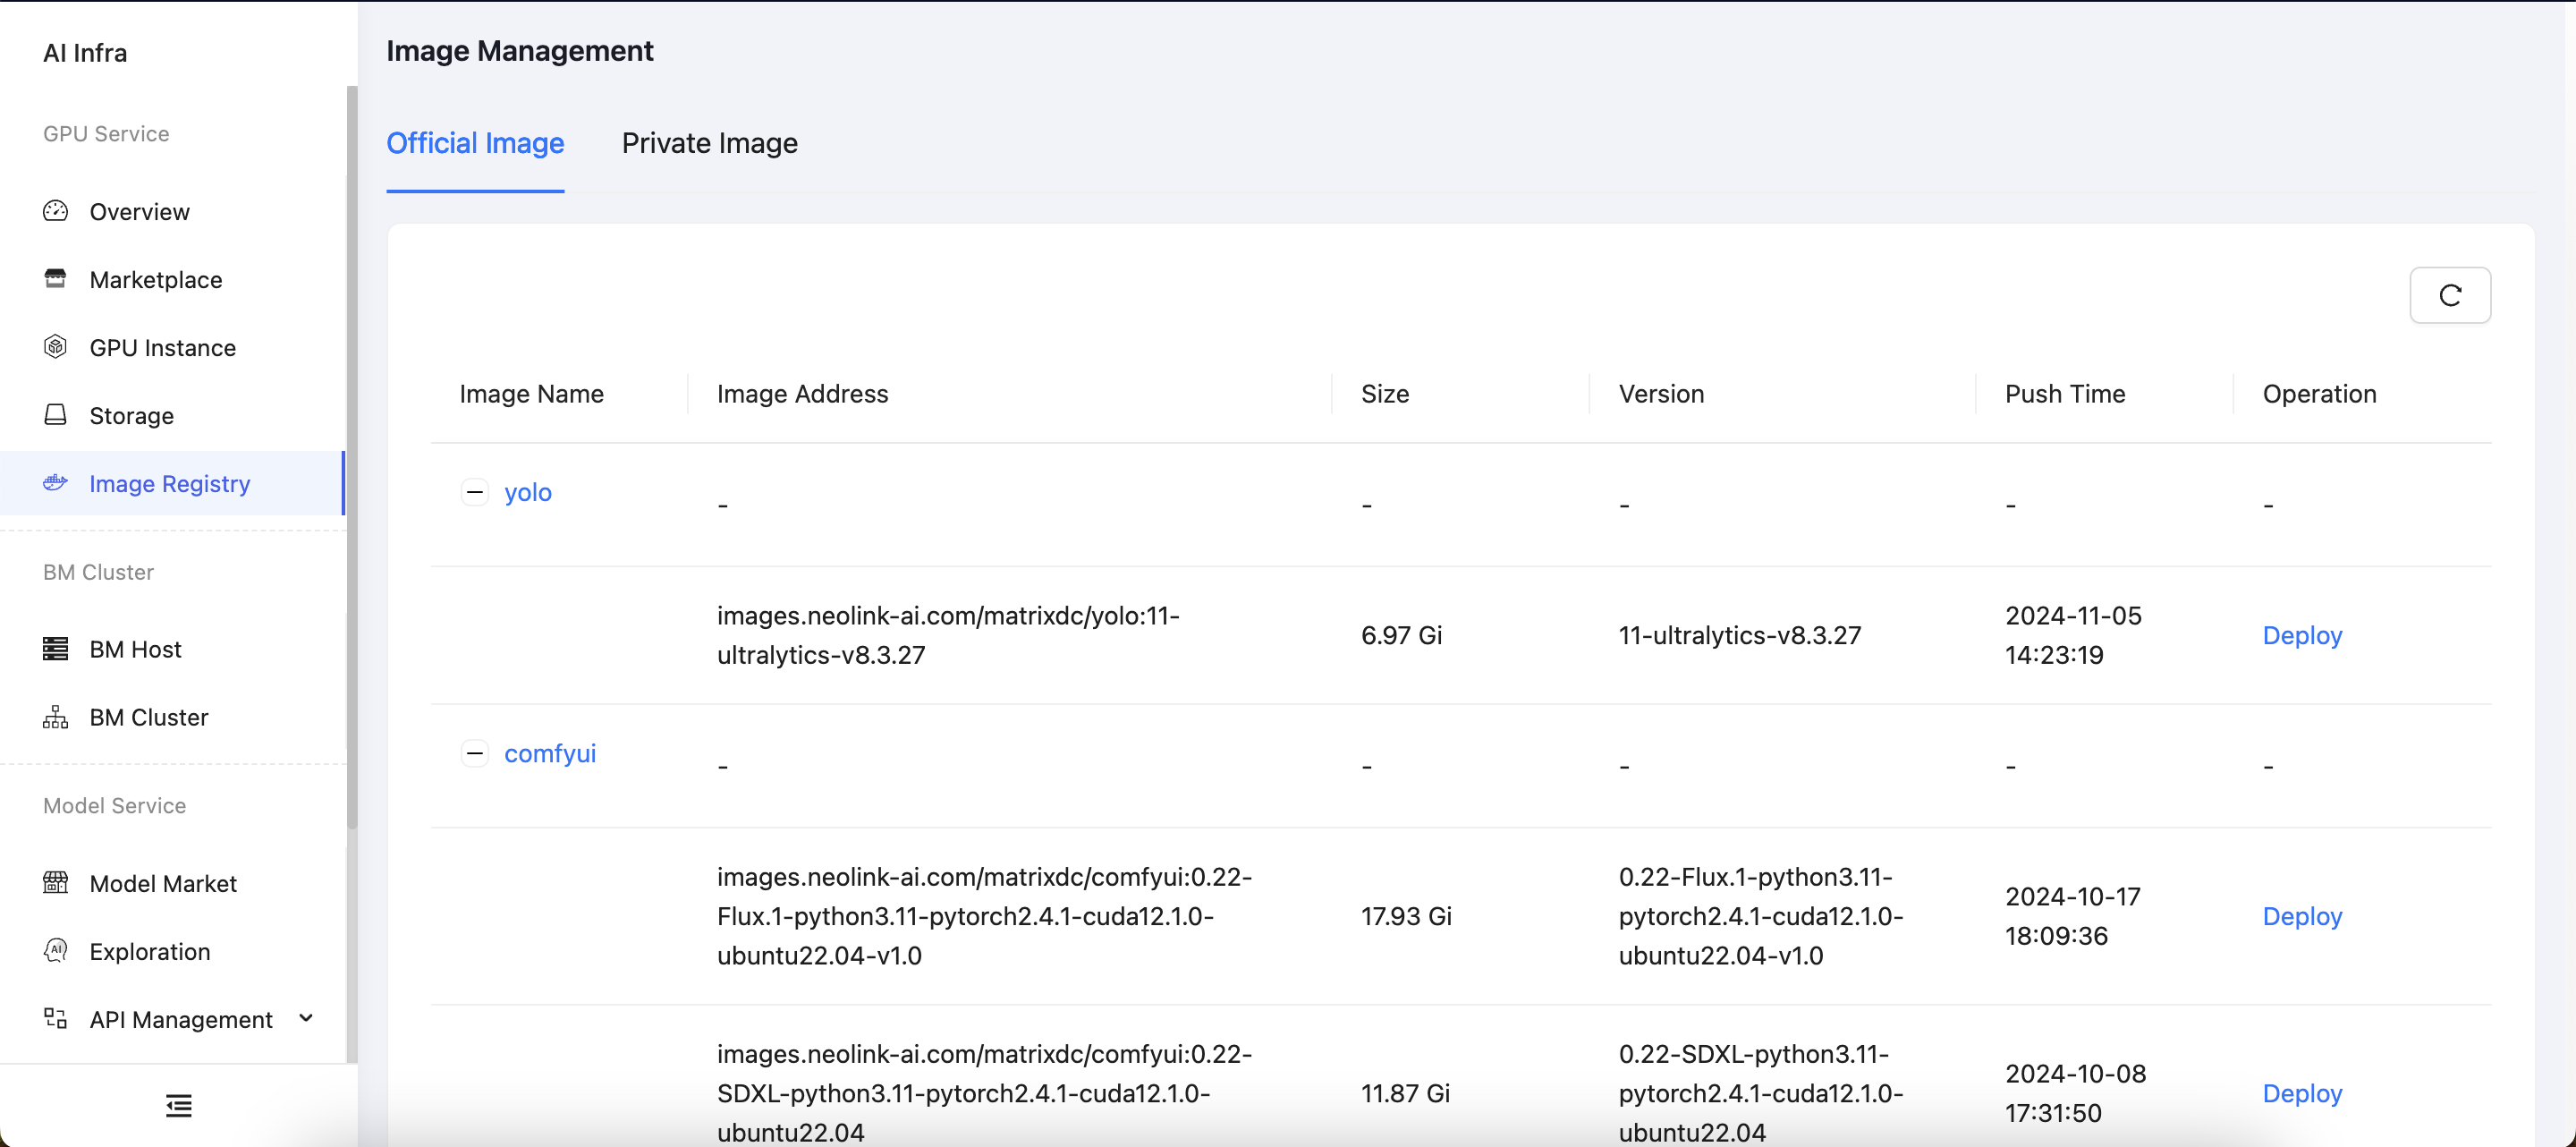 AI Infra
GPU Service
Overview
Marketplace
GPU Instance
Storage
Image Registry
BM Cluster
BM Host
BM Cluster
Model Service
Model Market
AI
Exploration
API Management
Image Management
Official Image Private Image
Image Name Image Address Size Version Push Time Operation
yolo - - - - -
images.neolink-ai.com/matrixdc/yolo:11-
ultralytics-v8.3.27
6.97 Gi
11-ultralytics-v8.3.27
2024-11-05
14:23:19
Deploy
comfyui - - - - -
images.neolink-ai.com/matrixdc/comfyui:0.22-
Flux.1-python3.11-pytorch2.4.1-cuda12.1.0-
ubuntu22.04-v1.0
17.93 Gi
0.22-Flux.1-python3.11-
pytorch2.4.1-cuda12.1.0-
ubuntu22.04-v1.0
2024-10-17
18:09:36
Deploy
images.neolink-ai.com/matrixdc/comfyui:0.22-
SDXL-python3.11-pytorch2.4.1-cuda12.1.0-
ubuntu22.04
11.87 Gi
0.22-SDXL-python3.11-
pytorch2.4.1-cuda12.1.0-
ubuntu22.04
2024-10-08
17:31:50
Deploy